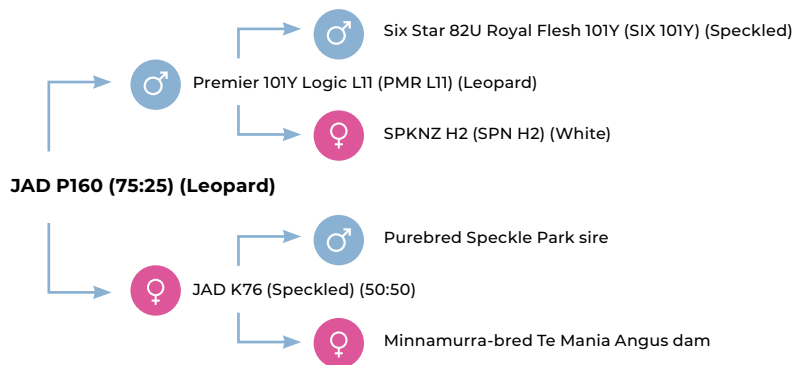 Six Star 82U Royal Flesh 101Y (SIX 101Y) (Speckled)
Premier 101Y Logic L11 (PMR L11) (Leopard)
SPKNZ H2 (SPN H2) (White)
JAD P160 (75:25) (Leopard)
Purebred Speckle Park sire
JAD K76 (Speckled) (50:50)
Minnamurra-bred Te Mania Angus dam